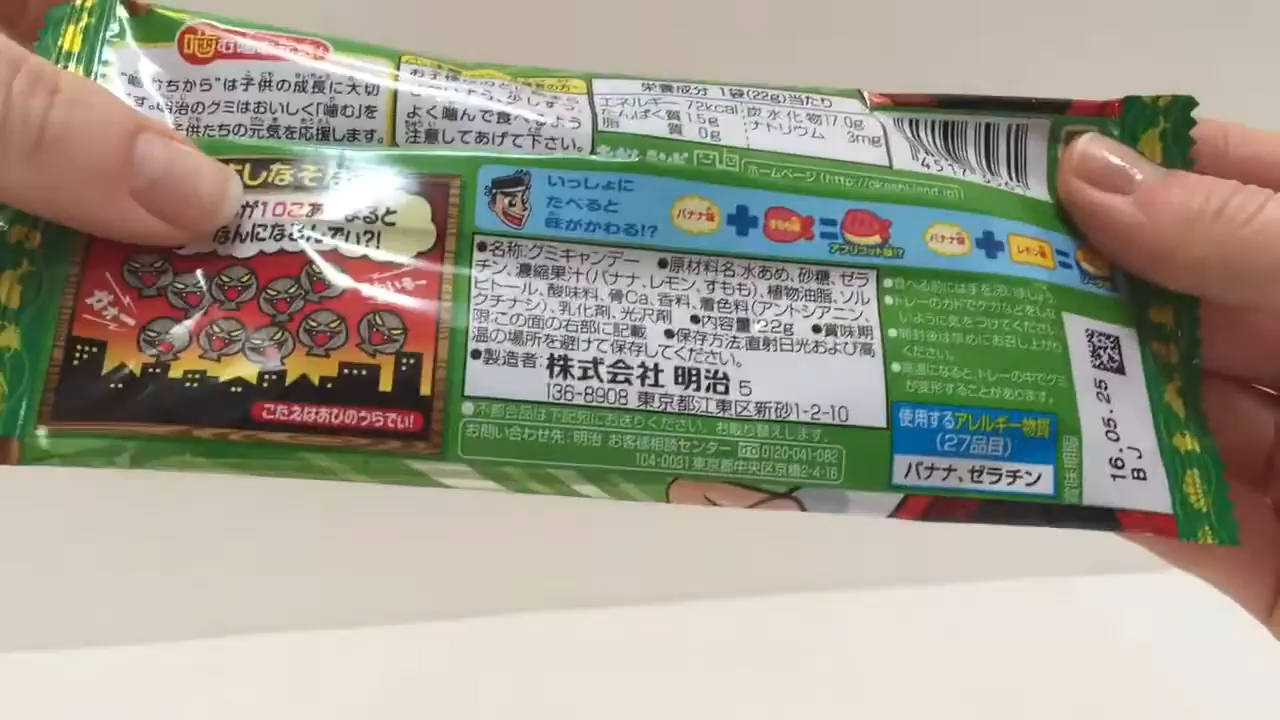 "噛むちから"は子供の成長に大切
治のグミはおいしく「噛む」を
子供たちの元気を応援します。
よく噛んで食べるよう
注意してあげて下さい。
栄養成分 1袋(22g)当たり
エネルギー 72kcal 炭水化物17.0g
たんぱく質 1.5g ナトリウム 3mg
脂質 0g
ホームページ(http://okashi-land.jp/)
が10こあ
なんになるんでい?!
ガオー
こたえはおびのうらでい!
いっしょに
たべると
味がかわる!?
バナナ味 + すもも味 = アプリコット味!?
バナナ味 + レモン味 =
●名称:グミキャンデー ●原材料名:水あめ、砂糖、ゼラ
チン、濃縮果汁(バナナ、レモン、すもも)、植物油脂、ソル
ビトール、酸味料、骨Ca、香料、着色料(アントシアニン、
クチナシ)、乳化剤、光沢剤 ●内容量:22g ●賞味期
限:この面の右部に記載 ●保存方法:直射日光および高
温の場所を避けて保存してください。
●製造者:株式会社 明治 5
136-8908 東京都江東区新砂1-2-10
●不都合品は下記宛にお送りください。お取り替えします。
お問い合わせ先:明治 お客様相談センター 0120-041-082
104-0031 東京都中央区京橋2-4-16
●食べる前には手を洗いましょう。
●トレーのカドでケガなどをしな
いように気をつけてください。
●開封後は早めにお召し上がり
ください。
●高温になると、トレーの中でグミ
が変形することがあります。
使用するアレルギー物質
(27品目)
バナナ、ゼラチン
賞味期限
16.05.25
BJ